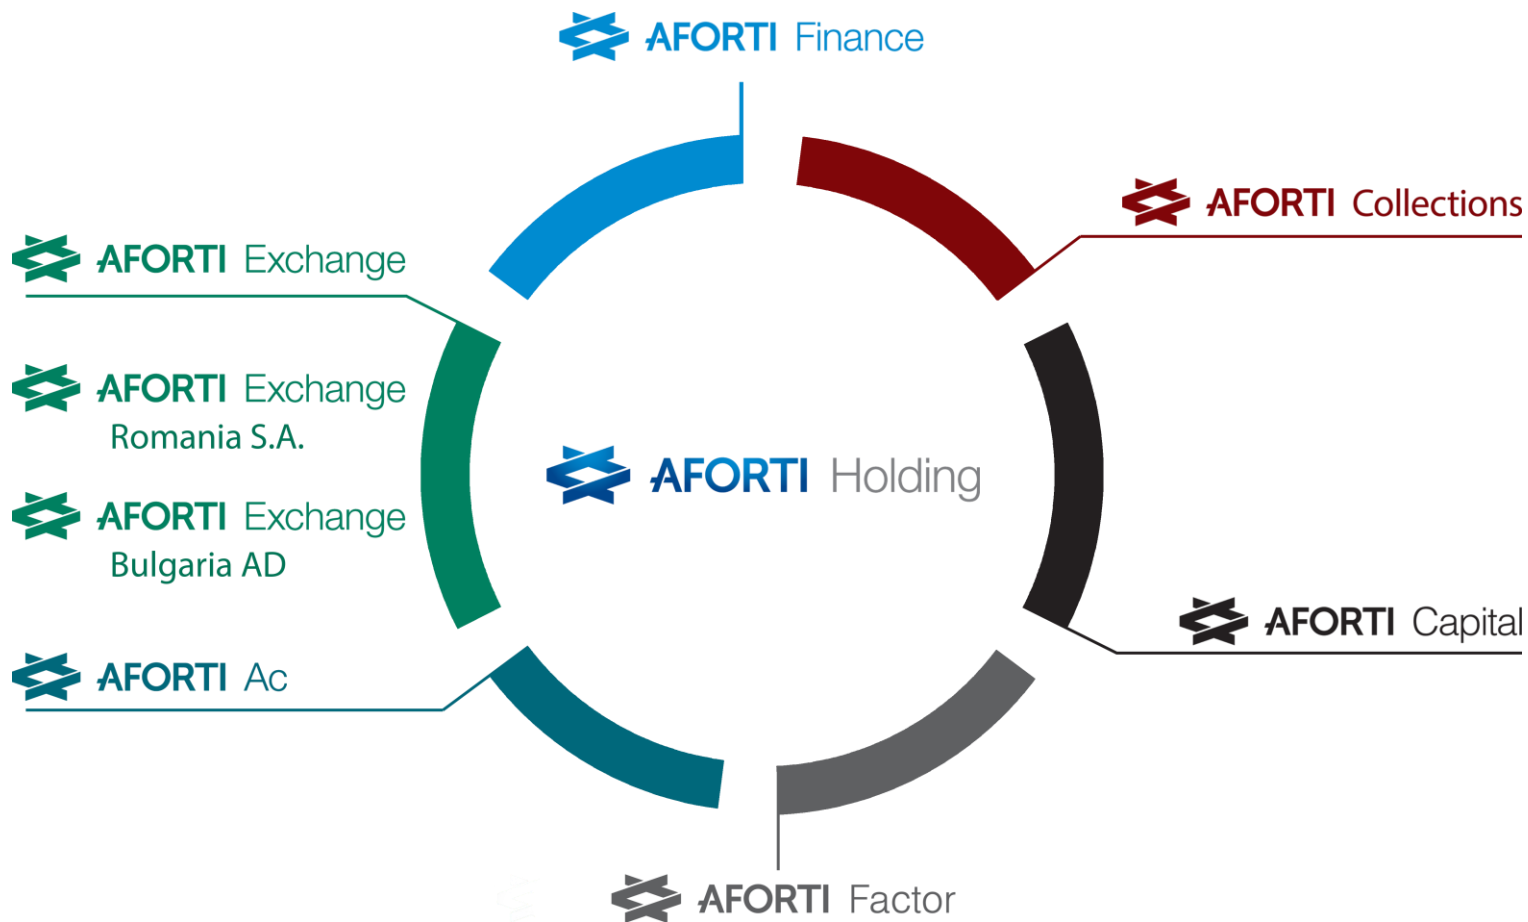 AFORTI Finance
AFORTI Collections
AFORTI Exchange
AFORTI Exchange
Romania S.A.
AFORTI Holding
AFORTI Exchange
Bulgaria AD
AFORTI Capital
AFORTI Ac
AFORTI Factor